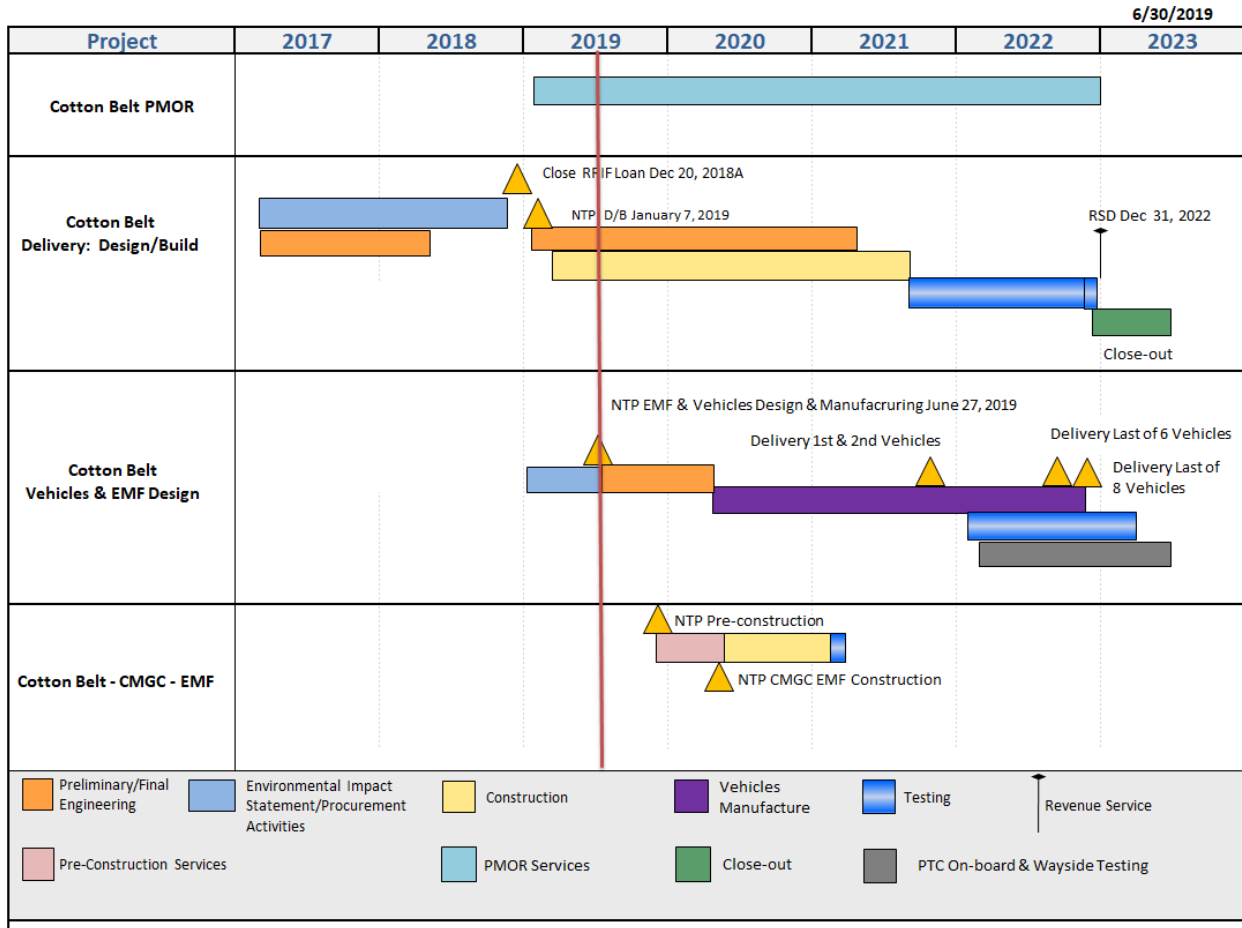 6/30/2019
Project 2017 2018 2019 2020 2021 2022 2023
Cotton Belt PMOR
Close RRIF Loan Dec 20, 2018A
NTP D/B January 7, 2019
RSD Dec 31, 2022
Cotton Belt
Delivery: Design/Build
Close-out
NTP EMF & Vehicles Design & Manufacruring June 27, 2019
Delivery 1st & 2nd Vehicles
Delivery Last of 6 Vehicles
Delivery Last of
8 Vehicles
Cotton Belt
Vehicles & EMF Design
NTP Pre-construction
Cotton Belt - CMGC - EMF
NTP CMGC EMF Construction
Preliminary/Final
Engineering
Environmental Impact
Statement/Procurement
Activities
Construction
Vehicles
Manufacture
Testing
Revenue Service
Pre-Construction Services
PMOR Services
Close-out
PTC On-board & Wayside Testing